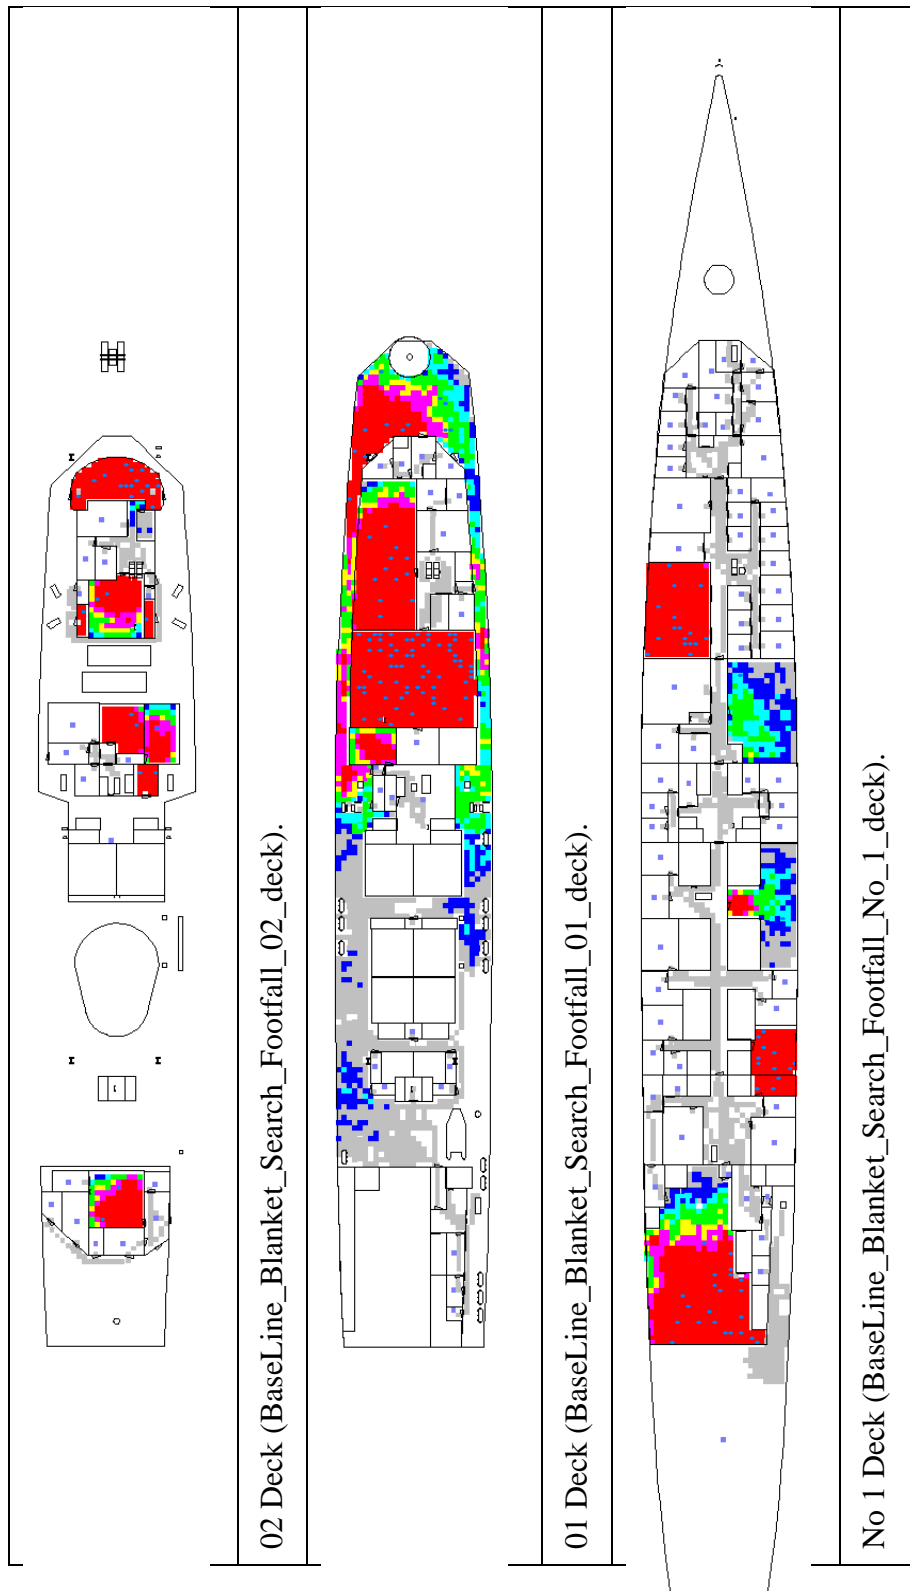 02 Deck (BaseLine_Blanket_Search_Footfall_02_deck).
01 Deck (BaseLine_Blanket_Search_Footfall_01_deck).
No 1 Deck (BaseLine_Blanket_Search_Footfall_No_1_deck).